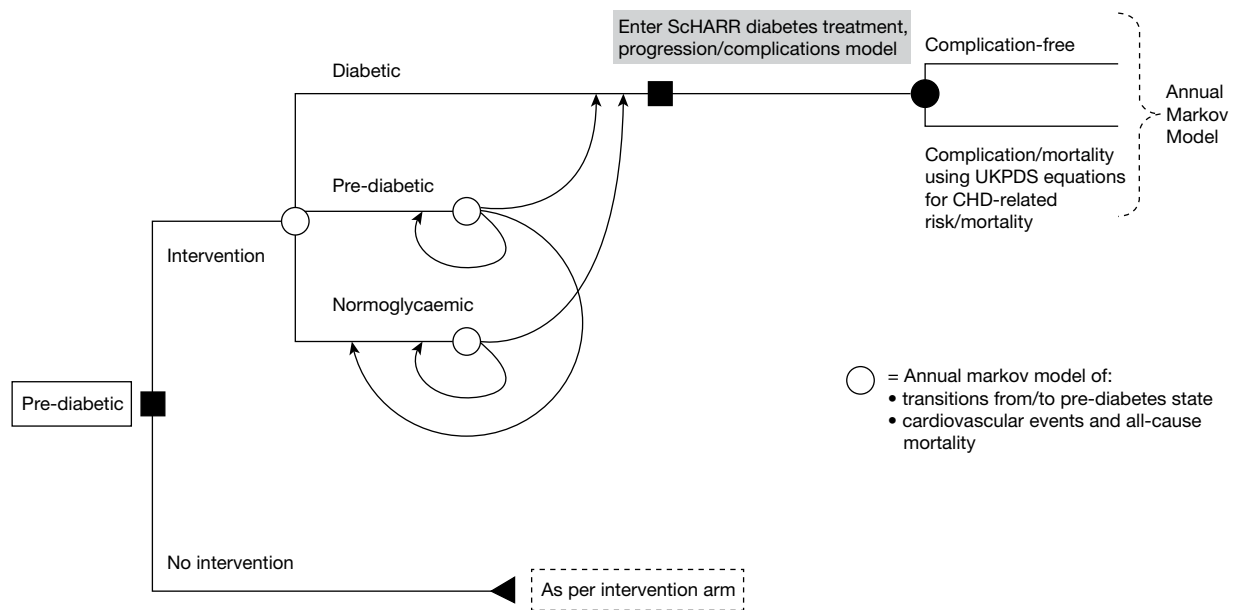 Enter ScHARR diabetes treatment,
progression/complications model
Complication-free
Diabetic
Annual
Markov
Model
Complication/mortality
using UKPDS equations
for CHD-related
risk/mortality
Pre-diabetic
Intervention
Normoglycaemic
= Annual markov model of:
• transitions from/to pre-diabetes state
• cardiovascular events and all-cause
mortality
Pre-diabetic
No intervention
As per intervention arm